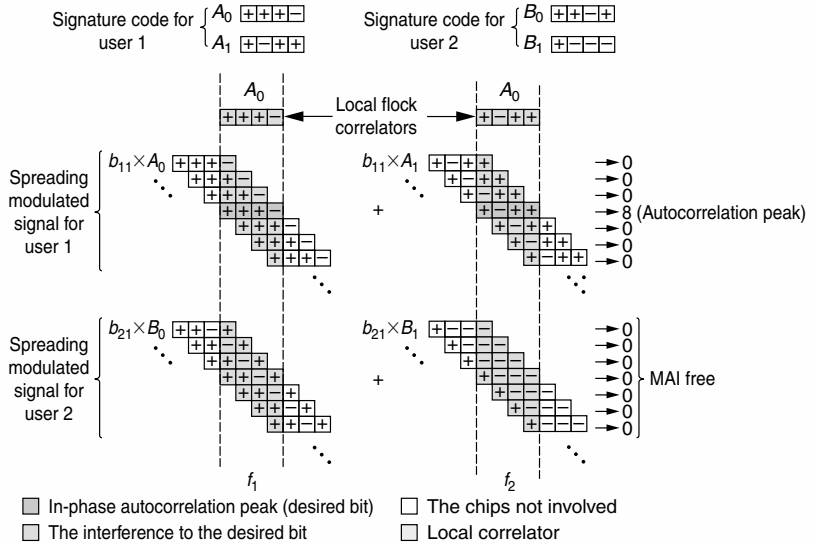 Signature code for
user 1
A₀ + + + −
A₁ + − + +
Signature code for
user 2
B₀ + + − +
B₁ + − − −
A₀
+ + + −
Local flock
correlators
A₀
+ − + +
Spreading
modulated
signal for
user 1
b₁₁×A₀
+ + + −
+ + + −
+ + + −
+ + + −
+ + + −
+ + + −
+ + + −
+
b₁₁×A₁
+ − + +
+ − + +
+ − + +
+ − + +
+ − + +
+ − + +
+ − + +
0
0
0
8 (Autocorrelation peak)
0
0
0
Spreading
modulated
signal for
user 2
b₂₁×B₀
+ + − +
+ + − +
+ + − +
+ + − +
+ + − +
+ + − +
+ + − +
+
b₂₁×B₁
+ − − −
+ − − −
+ − − −
+ − − −
+ − − −
+ − − −
+ − − −
0
0
0
0
0
0
0
MAI free
f₁
f₂
In-phase autocorrelation peak (desired bit)
The chips not involved
The interference to the desired bit
Local correlator